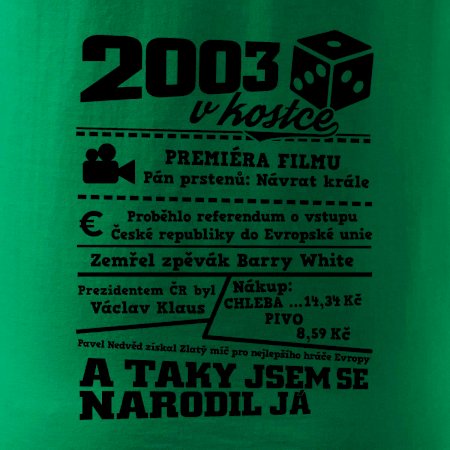 2003
v kostce
PREMIÉRA FILMU
Pán prstenů: Návrat krále
€
Proběhlo referendum o vstupu
České republiky do Evropské unie
Zemřel zpěvák Barry White
Prezidentem ČR byl
Václav Klaus
Nákup:
CHLEBA ...14,34 Kč
PIVO
8,59 Kč
Pavel Nedvěd získal Zlatý míč pro nejlepšího hráče Evropy
A TAKY JSEM SE
NARODIL JÁ